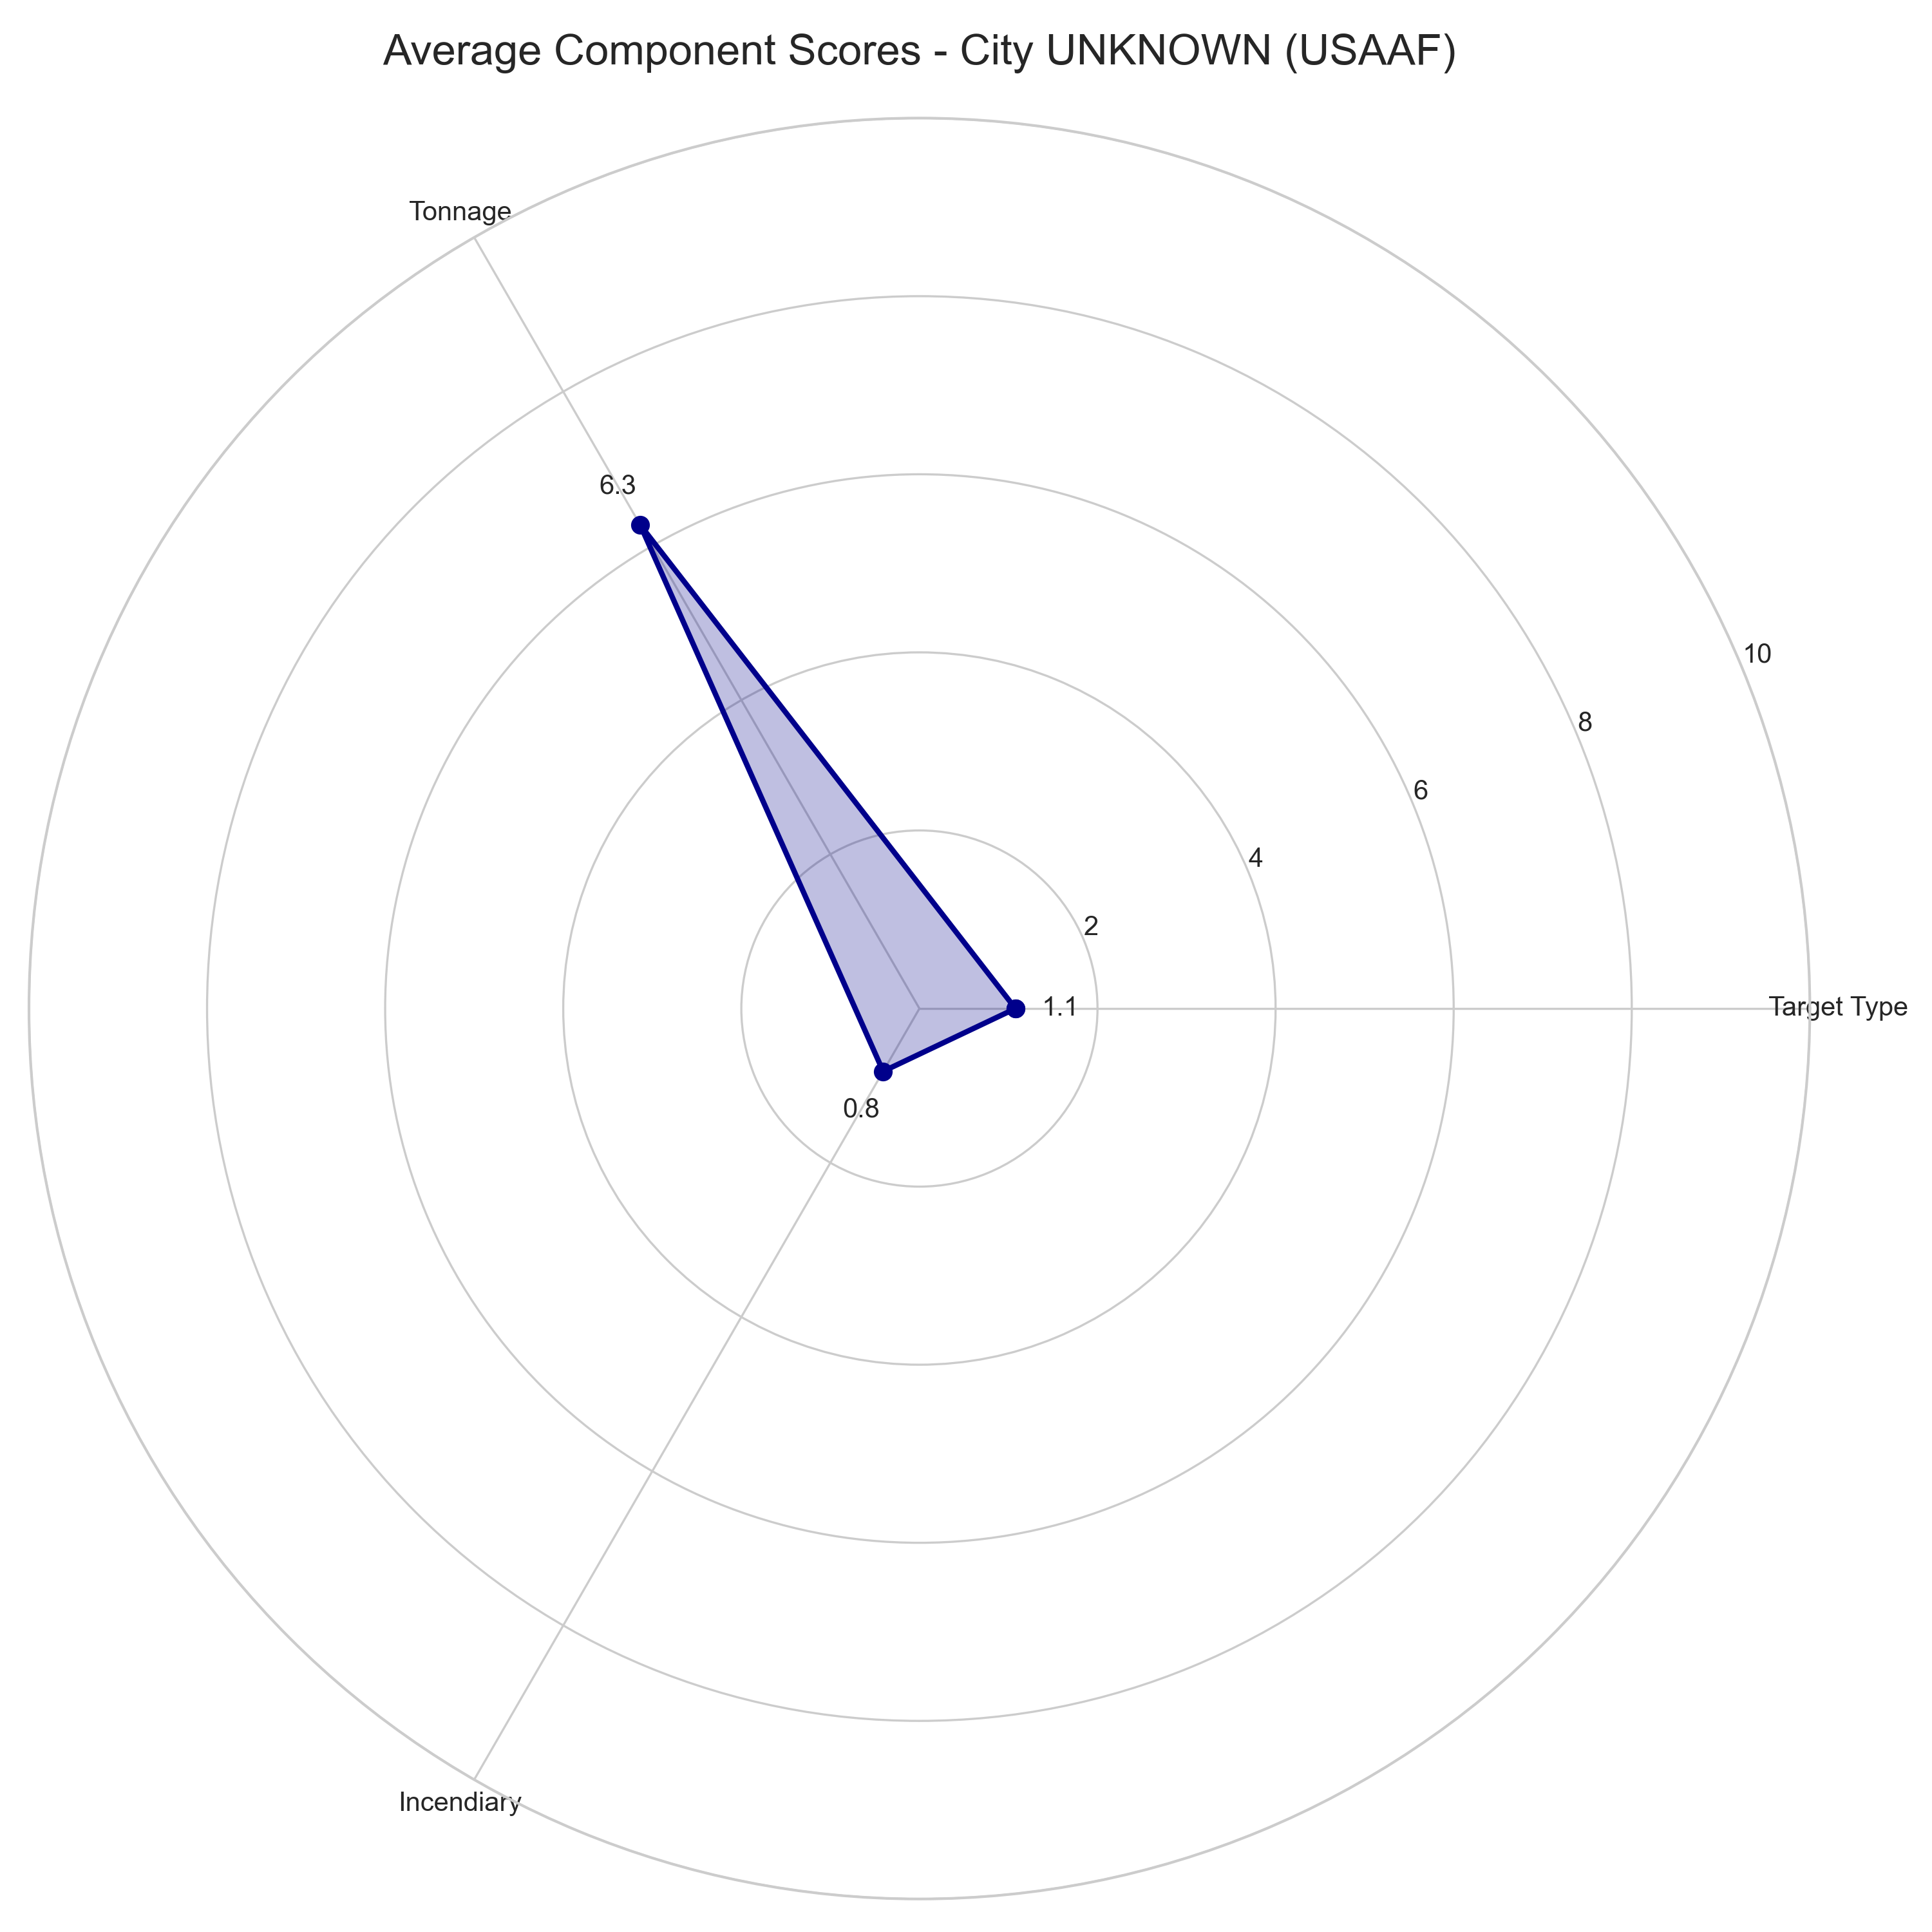 Average Component Scores - City UNKNOWN (USAAF)
Tonnage
6.3
10
8
6
4
2
1.1
Target Type
0.8
Incendiary